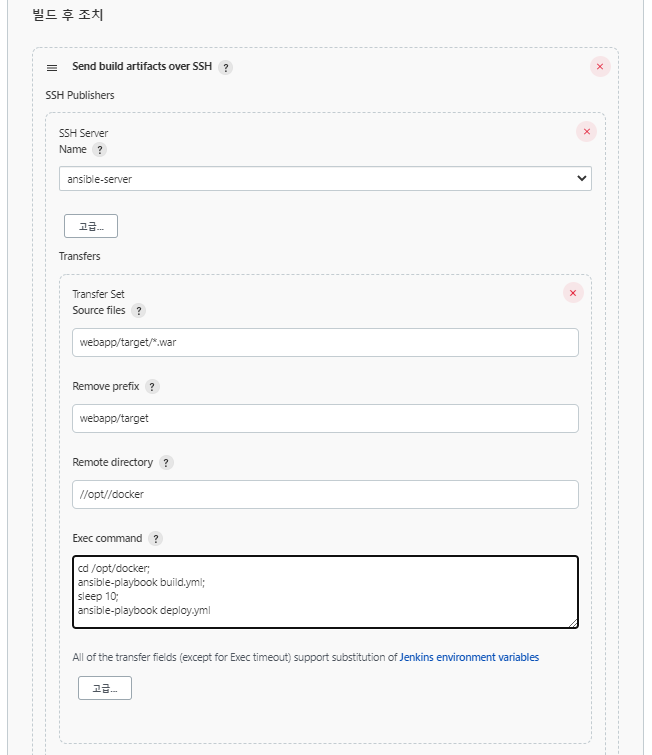 빌드 후 조치
Send build artifacts over SSH ?
SSH Publishers
SSH Server
Name ?
ansible-server
고급...
Transfers
Transfer Set
Source files ?
webapp/target/*.war
Remove prefix ?
webapp/target
Remote directory ?
//opt//docker
Exec command ?
cd /opt/docker;
ansible-playbook build.yml;
sleep 10;
ansible-playbook deploy.yml
All of the transfer fields (except for Exec timeout) support substitution of Jenkins environment variables
고급...